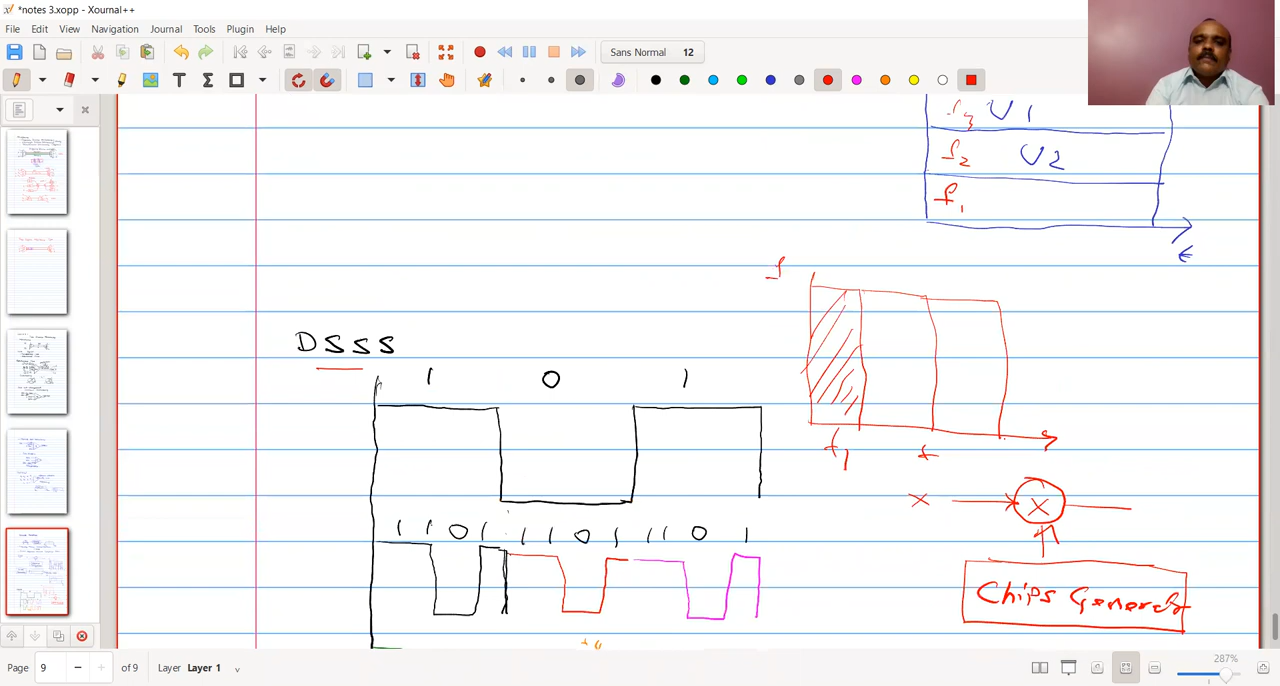 *notes 3.xopp - Xournal++
File Edit View Navigation Journal Tools Plugin Help
Sans Normal 12
f3 U1
f2 U2
f1
t
f
DSSS
1 0 1
f1 f
x X
1 1 0 1 1 1 0 1 1 1 0 1
Chips Generator
Page 9 of 9 Layer Layer 1 287%